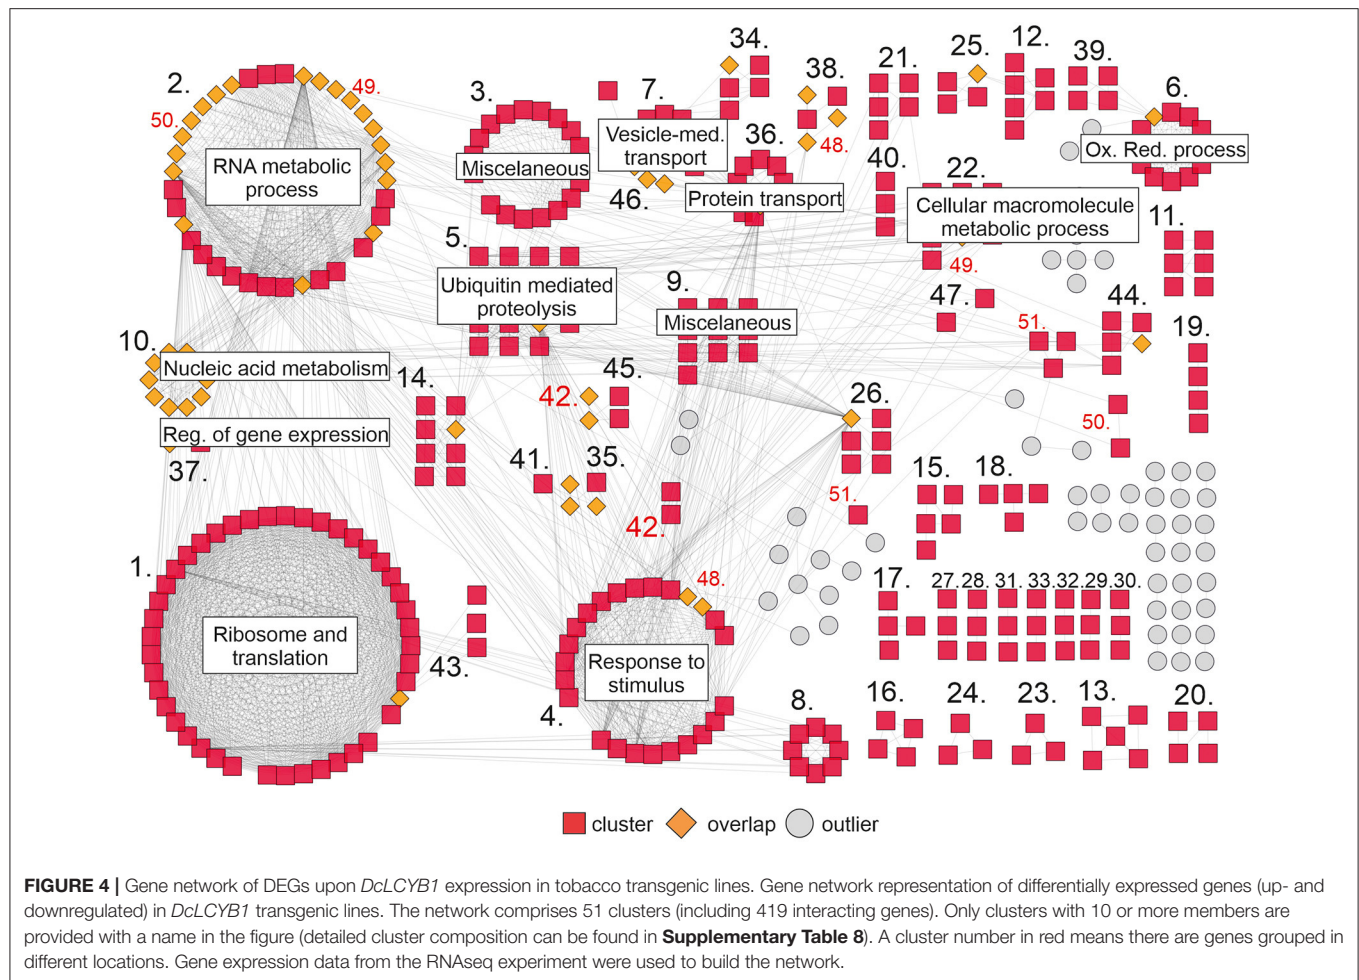 34.
12.
25.
39.
21.
2.
49.
3.
7.
38.
6.
50.
Vesicle-med.
transport
36.
48.
40.
22.
Ox. Red. process
RNA metabolic
process
Miscelaneous
46.
Protein transport
Cellular macromolecule
metabolic process
11.
5.
49.
Ubiquitin mediated
proteolysis
9.
47.
44.
Miscelaneous
51.
19.
10.
Nucleic acid metabolism
14.
45.
42.
26.
50.
Reg. of gene expression
37.
41.
35.
15.
18.
51.
42.
1.
48.
17.
27.
28.
31.
33.
32.
29.
30.
Ribosome and
translation
43.
Response to
stimulus
4.
8.
16.
24.
23.
13.
20.
cluster overlap outlier
FIGURE 4 | Gene network of DEGs upon DcLCYB1 expression in tobacco transgenic lines. Gene network representation of differentially expressed genes (up- and
downregulated) in DcLCYB1 transgenic lines. The network comprises 51 clusters (including 419 interacting genes). Only clusters with 10 or more members are
provided with a name in the figure (detailed cluster composition can be found in Supplementary Table 8). A cluster number in red means there are genes grouped in
different locations. Gene expression data from the RNAseq experiment were used to build the network.